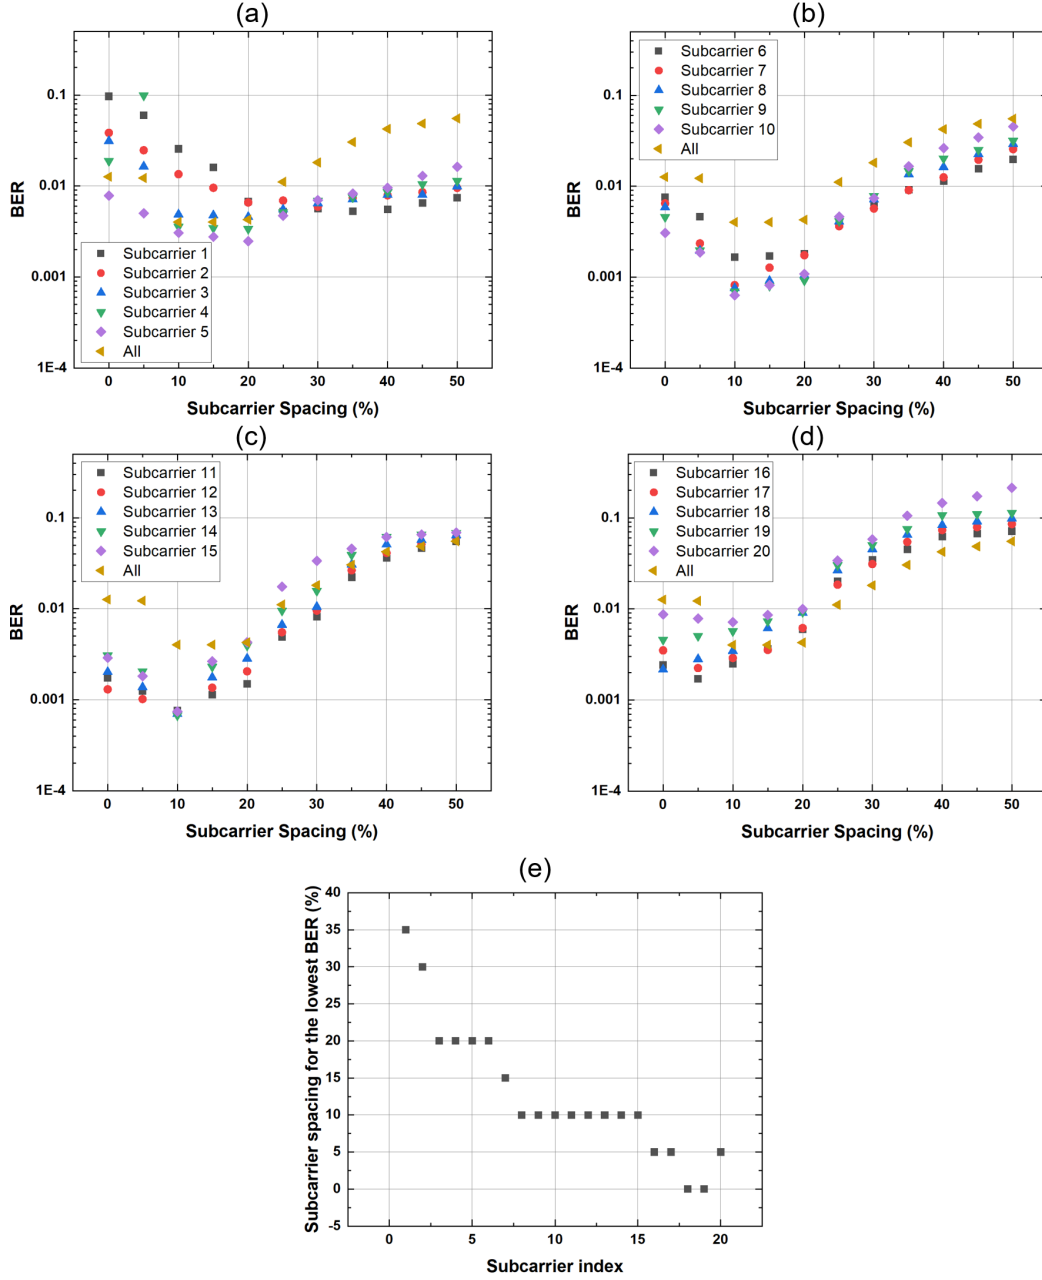 (a)
BER
0.1
0.01
0.001
1E-4
Subcarrier 1
Subcarrier 2
Subcarrier 3
Subcarrier 4
Subcarrier 5
All
0 10 20 30 40 50
Subcarrier Spacing (%)
(b)
BER
0.1
0.01
0.001
1E-4
Subcarrier 6
Subcarrier 7
Subcarrier 8
Subcarrier 9
Subcarrier 10
All
0 10 20 30 40 50
Subcarrier Spacing (%)
(c)
BER
0.1
0.01
0.001
1E-4
Subcarrier 11
Subcarrier 12
Subcarrier 13
Subcarrier 14
Subcarrier 15
All
0 10 20 30 40 50
Subcarrier Spacing (%)
(d)
BER
0.1
0.01
0.001
1E-4
Subcarrier 16
Subcarrier 17
Subcarrier 18
Subcarrier 19
Subcarrier 20
All
0 10 20 30 40 50
Subcarrier Spacing (%)
(e)
Subcarrier spacing for the lowest BER (%)
40
35
30
25
20
15
10
5
0
-5
0 5 10 15 20
Subcarrier index